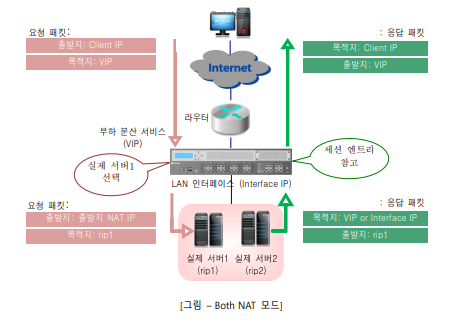 요청 패킷:
출발지: Client IP
목적지: VIP
: 응답 패킷
목적지: Client IP
출발지: VIP
Internet
라우터
부하 분산 서비스
(VIP)
실제 서버1
선택
세션 엔트리
참고
LAN 인터페이스 (Interface IP)
요청 패킷:
출발지: 출발지 NAT IP
목적지: rip1
: 응답 패킷
목적지: VIP or Interface IP
출발지: rip1
실제 서버1
(rip1)
실제 서버2
(rip2)
[그림 – Both NAT 모드]